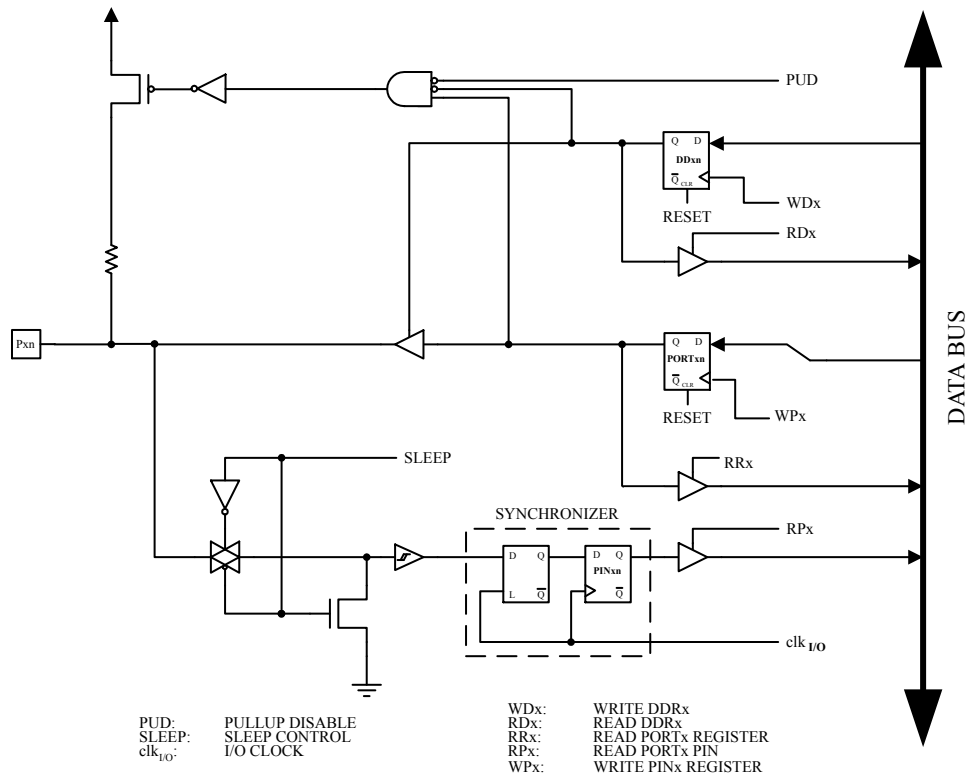 PUD
Q D
DDxn
Q CLR
WDx
RESET
RDx
Pxn
Q D
PORTxn
Q CLR
RESET
WPx
DATA BUS
SLEEP
RRx
SYNCHRONIZER
RPx
D Q
L Q
D Q
PINxn
Q
clk I/O
PUD: PULLUP DISABLE
SLEEP: SLEEP CONTROL
clkI/O: I/O CLOCK
WDx: WRITE DDRx
RDx: READ DDRx
RRx: READ PORTx REGISTER
RPx: READ PORTx PIN
WPx: WRITE PINx REGISTER